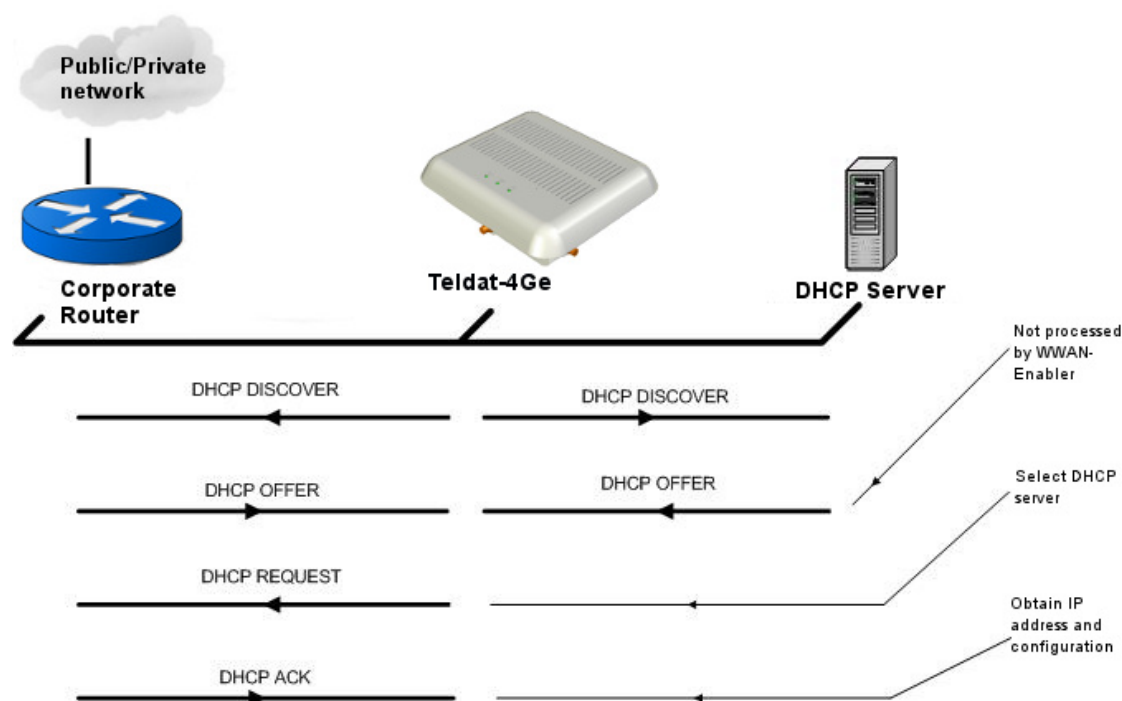 Public/Private
network
Corporate
Router
Teldat-4Ge
DHCP Server
Not processed
by WWAN-
Enabler
DHCP DISCOVER
DHCP DISCOVER
DHCP OFFER
DHCP OFFER
Select DHCP
server
DHCP REQUEST
Obtain IP
address and
configuration
DHCP ACK